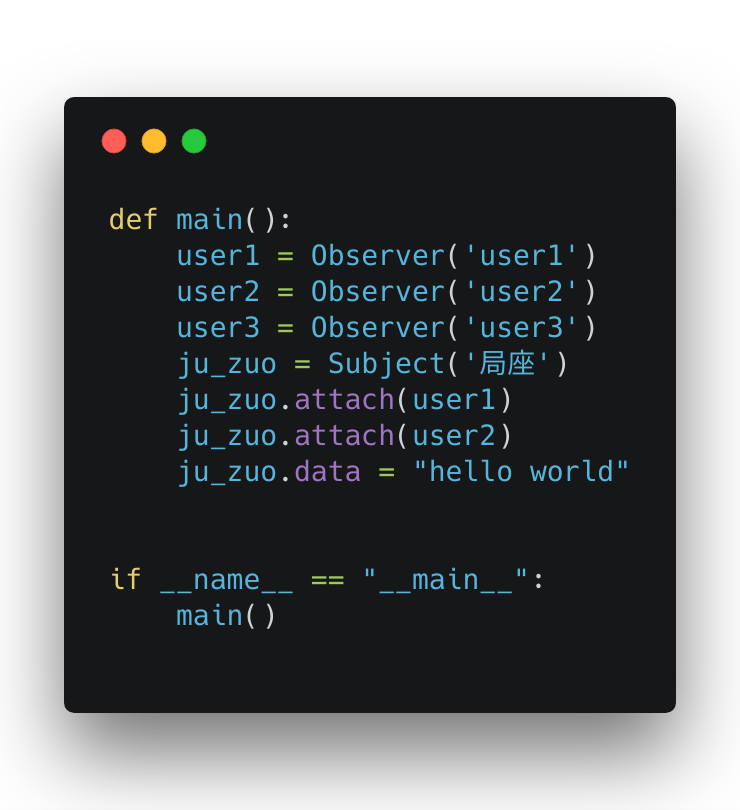 def main():
    user1 = Observer('user1')
    user2 = Observer('user2')
    user3 = Observer('user3')
    ju_zuo = Subject('局座')
    ju_zuo.attach(user1)
    ju_zuo.attach(user2)
    ju_zuo.data = "hello world"
if __name__ == "__main__":
    main()